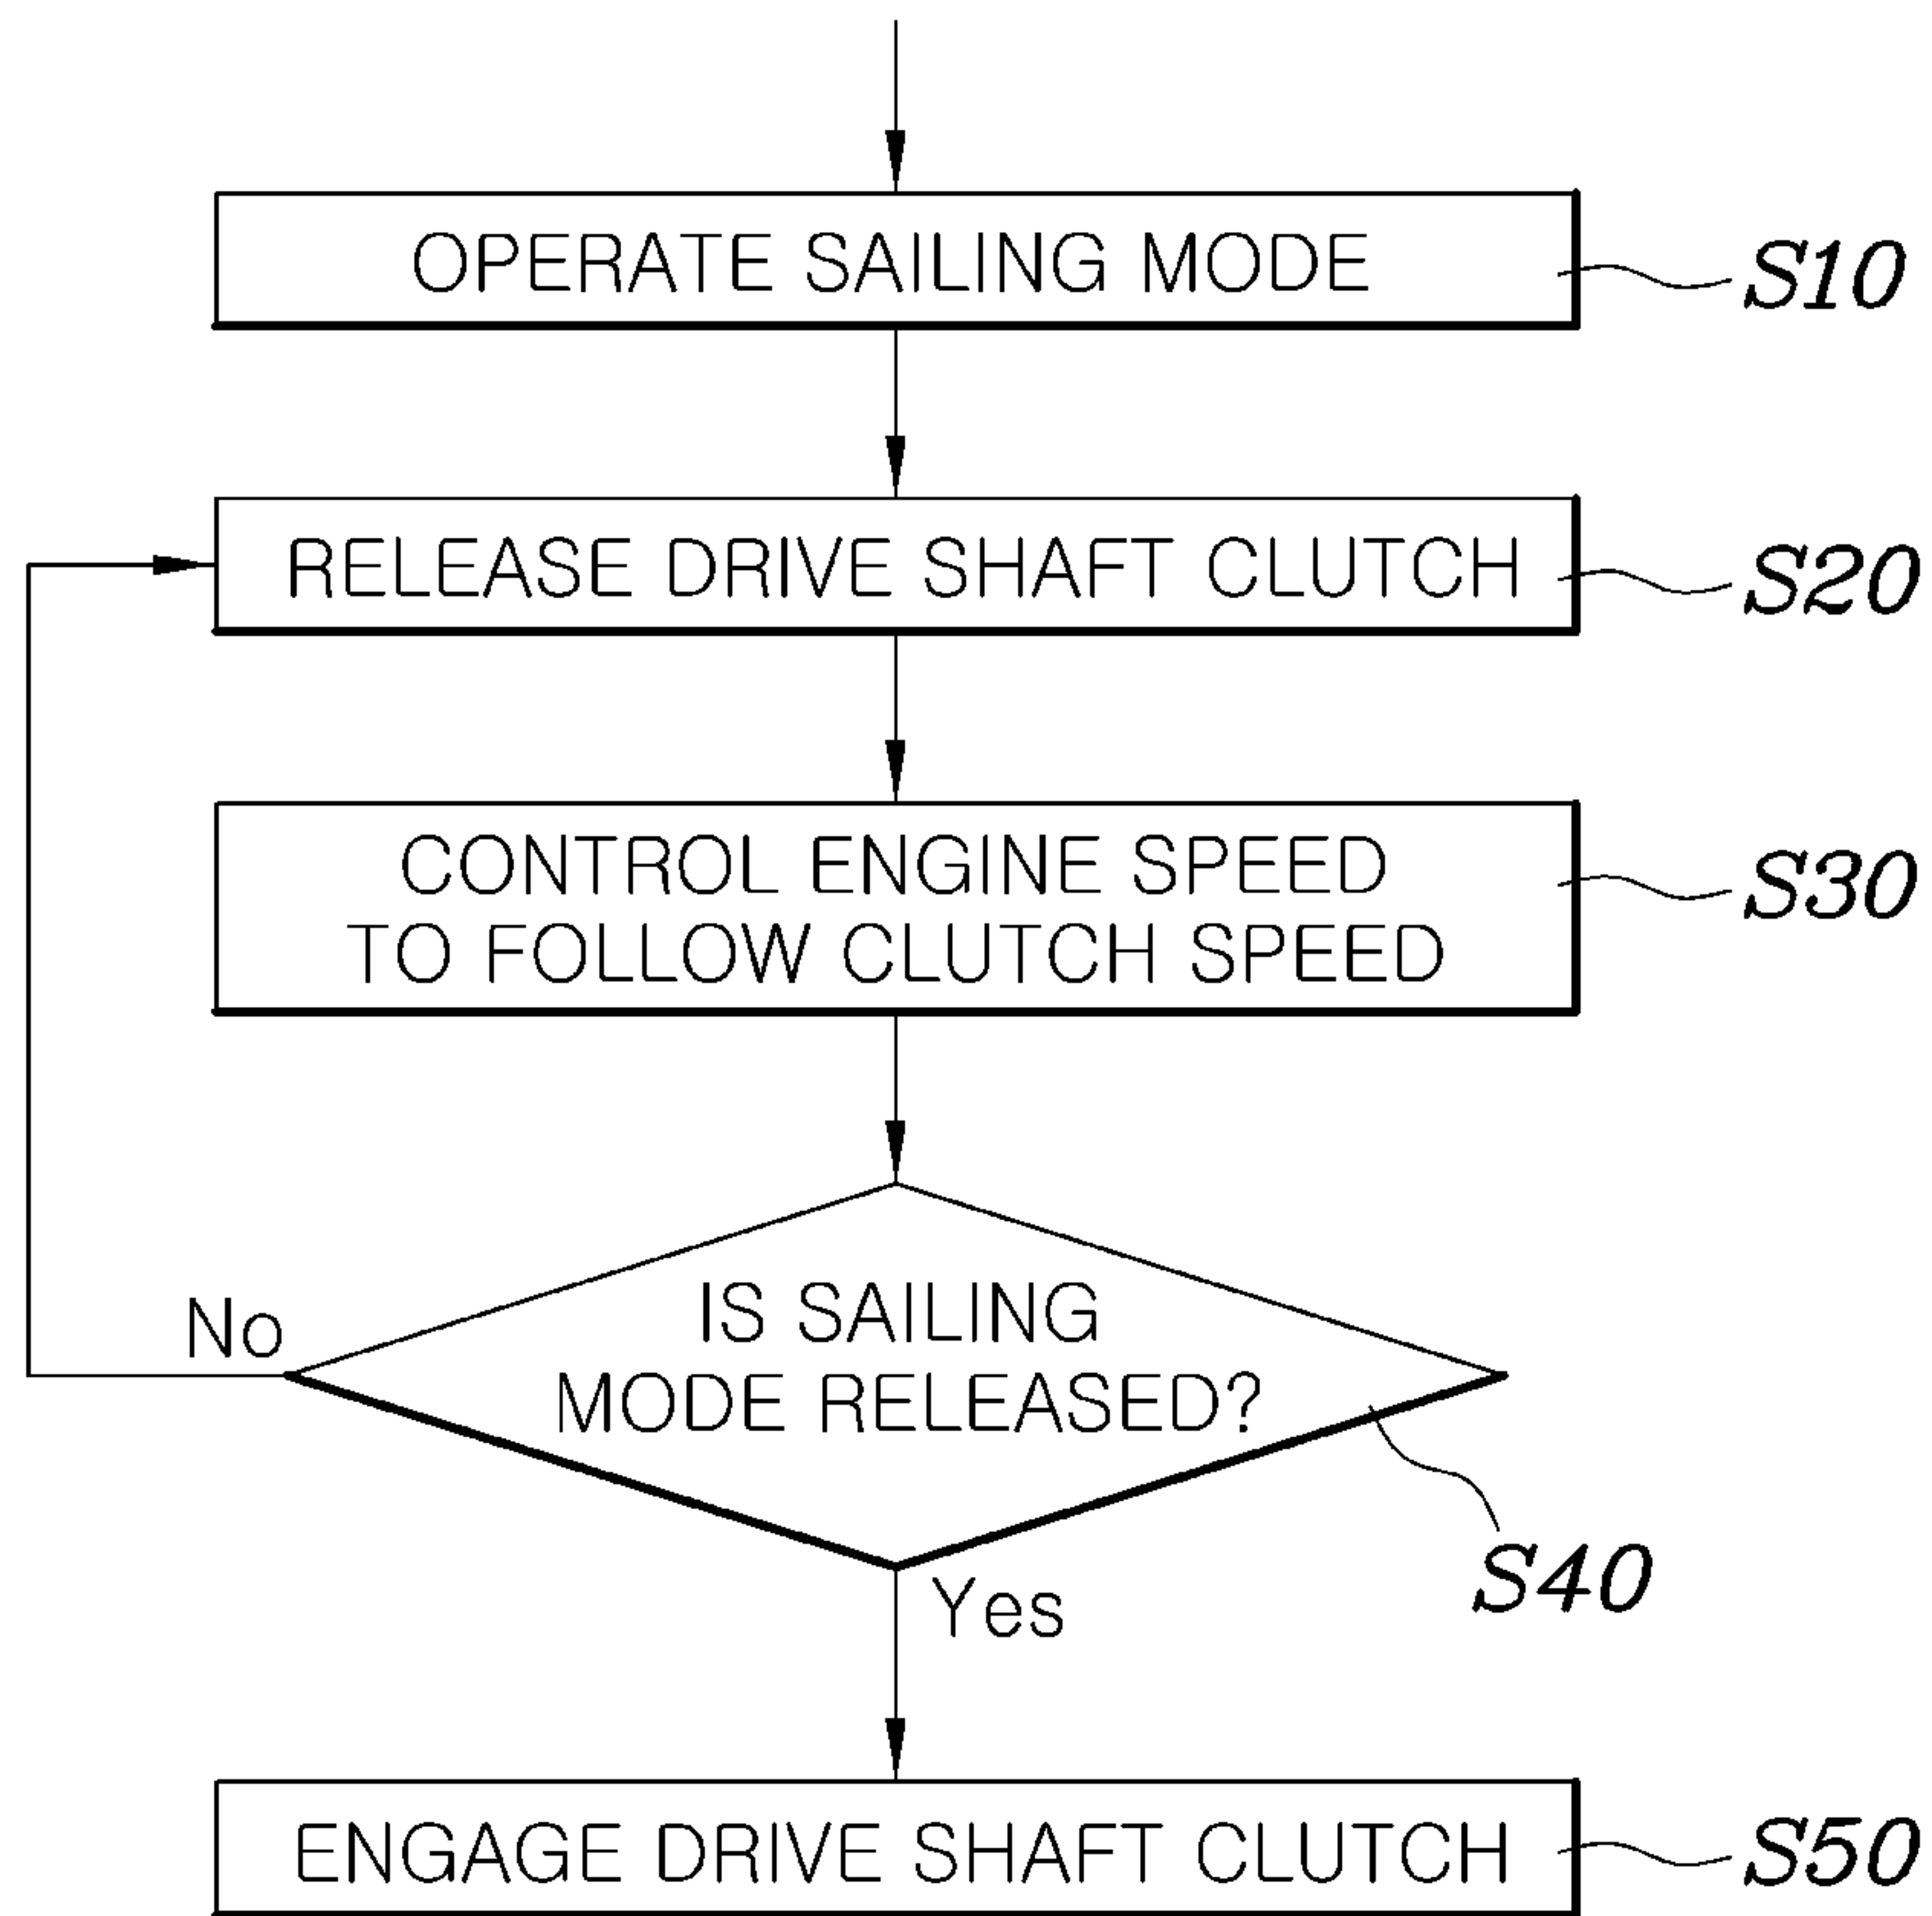 OPERATE SAILING MODE
S10
RELEASE DRIVE SHAFT CLUTCH
S20
CONTROL ENGINE SPEED
TO FOLLOW CLUTCH SPEED
S30
No
IS SAILING
MODE RELEASED?
S40
Yes
ENGAGE DRIVE SHAFT CLUTCH
S50